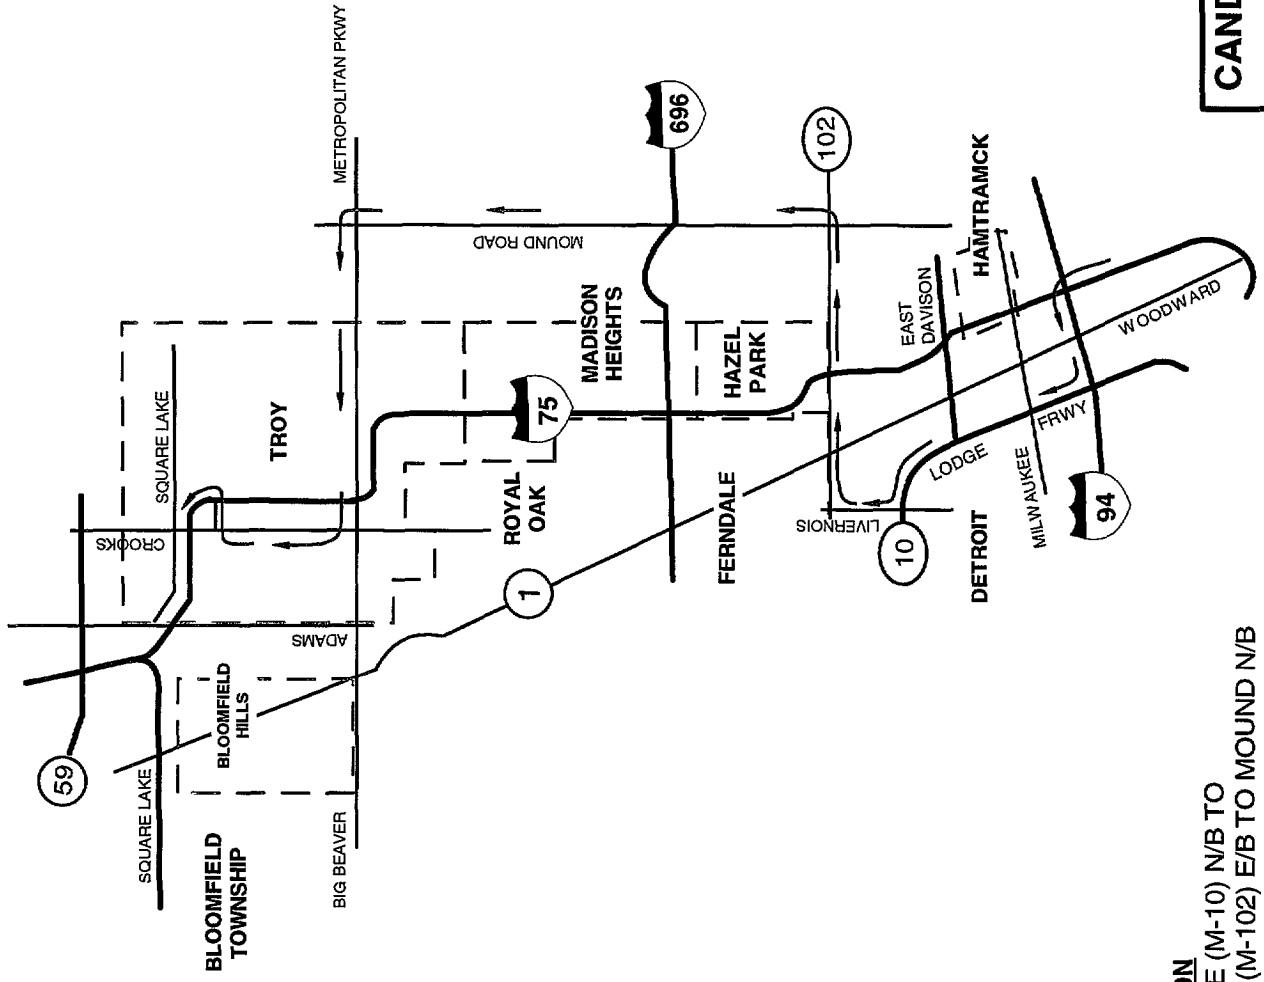 METROPOLITAN PKWY
696
102
MOUND ROAD
HAMTRAMCK
MADISON
HEIGHTS
HAZEL
PARK
EAST
DAVISON
WOODWARD
SQUARE LAKE
TROY
75
CROOKS
ROYAL
OAK
FERNDALE
LIVERNOIS
LODGE
FRWY
MILWAUKEE
94
10
DETROIT
1
ADAMS
BLOOMFIELD
HILLS
59
SQUARE LAKE
BIG BEAVER
BLOOMFIELD
TOWNSHIP
CAND
ON
E (M-10) N/B TO
(M-102) E/B TO MOUND N/B